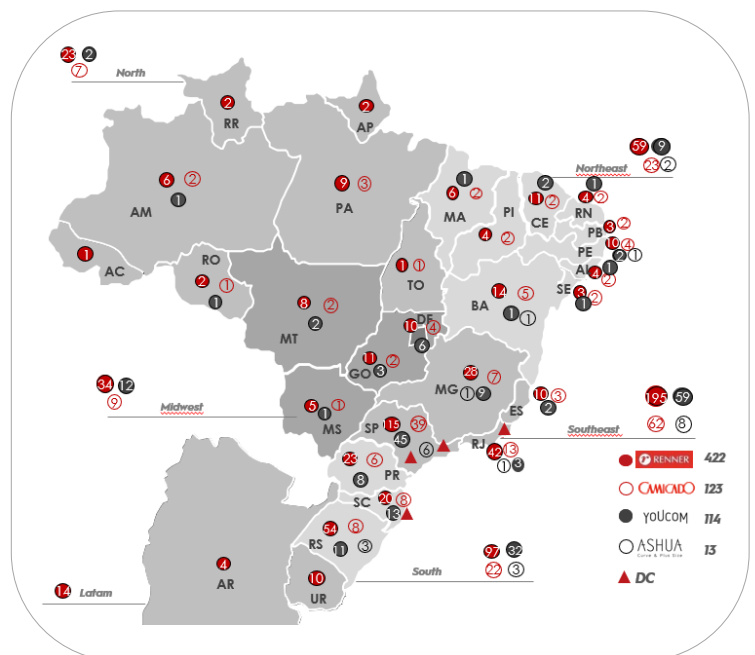 23 2
7
North
2
RR
2
AP
6 2
1
AM
9 3
PA
1
AC
RO
2 1
1
1
6 2
MA
PI
4 2
2
11 2
CE
1
4 2
RN
PB
3 2
PE
10 4
2 1
AL
1
4
2
SE
3 2
1
59 9
23 2
Northeast
1 1
TO
8 2
2
MT
DF
10 4
6
14 5
BA
1 1
11 2
GO 3
28 7
MG 1 9
10 3
ES
2
34 12
9
Midwest
5 1
1
MS
SP
115 39
45
6
RJ
42 13
1 3
195 59
62 8
Southeast
23 6
8
PR
SC
20 8
13
54 8
RS
11 3
97 32
22 3
South
10
UR
4
AR
14
Latam
RENNER 422
CAMICADO 123
YOUCOM 114
ASHUA 13
Curve & Plus Size
DC